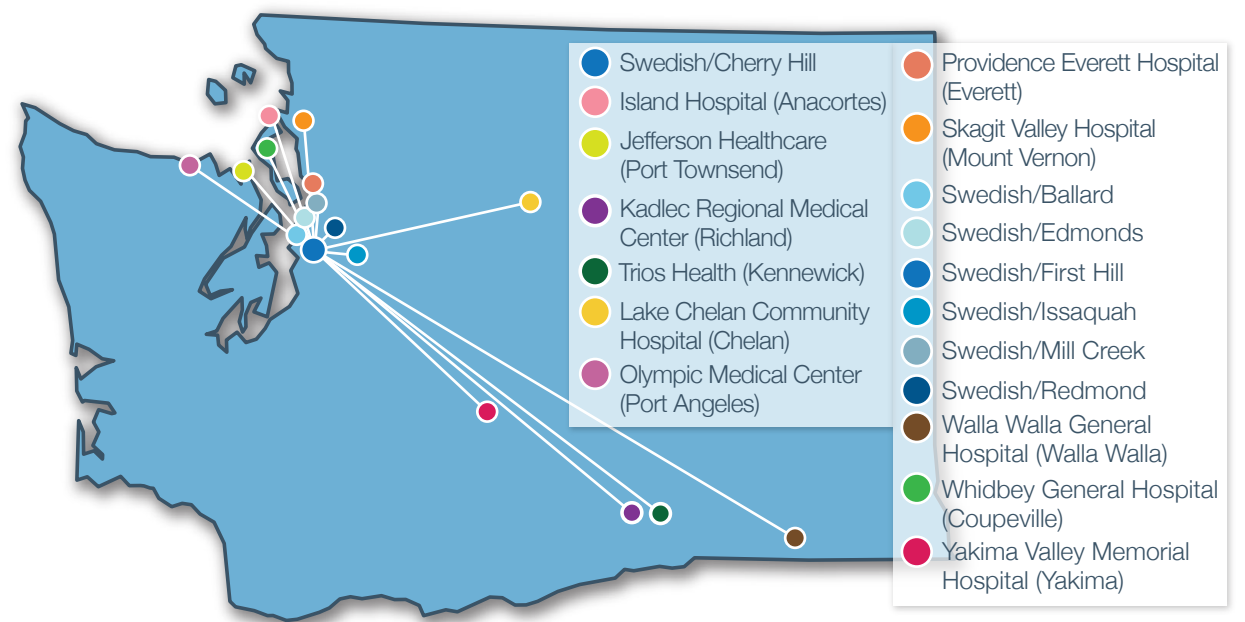 Swedish/Cherry Hill
Island Hospital (Anacortes)
Jefferson Healthcare
(Port Townsend)
Kadlec Regional Medical
Center (Richland)
Trios Health (Kennewick)
Lake Chelan Community
Hospital (Chelan)
Olympic Medical Center
(Port Angeles)
Providence Everett Hospital
(Everett)
Skagit Valley Hospital
(Mount Vernon)
Swedish/Ballard
Swedish/Edmonds
Swedish/First Hill
Swedish/Issaquah
Swedish/Mill Creek
Swedish/Redmond
Walla Walla General
Hospital (Walla Walla)
Whidbey General Hospital
(Coupeville)
Yakima Valley Memorial
Hospital (Yakima)